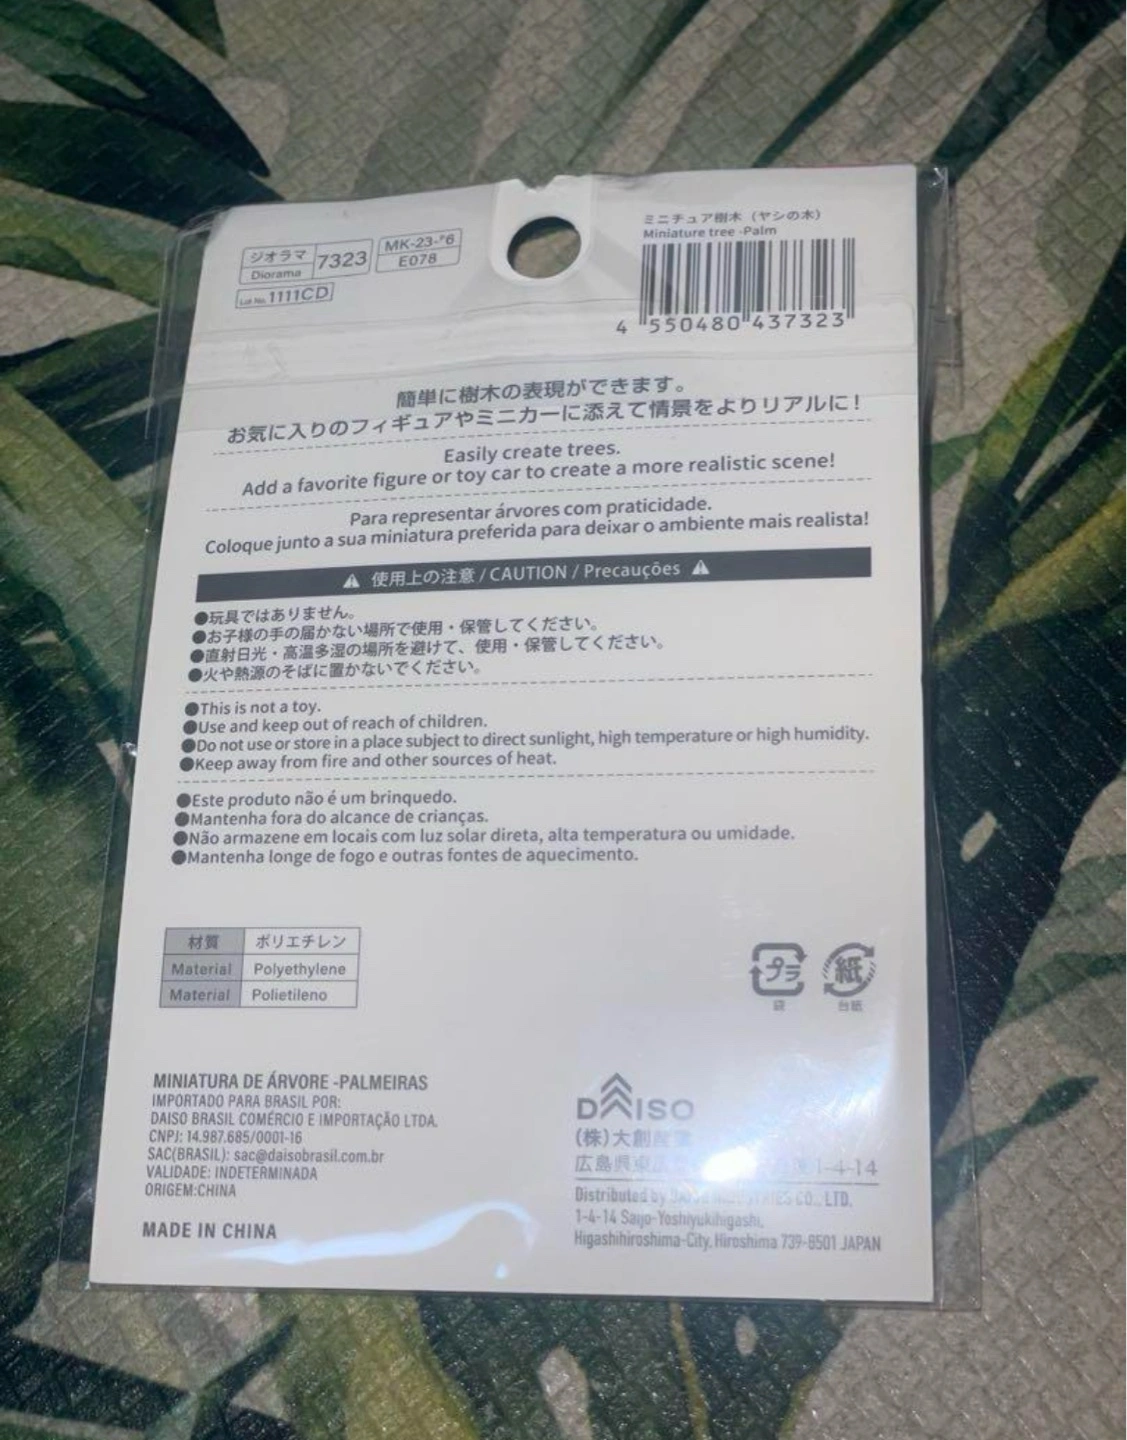 ジオラマ
Diorama
7323
MK-23-
E078
Lot No. 1111CD
ミニチュア樹木（ヤシの木）
Miniature tree -Palm
4 550480 437323
簡単に樹木の表現ができます。
お気に入りのフィギュアやミニカーに添えて情景をよりリアルに！
Easily create trees.
Add a favorite figure or toy car to create a more realistic scene!
Para representar árvores com praticidade.
Coloque junto a sua miniatura preferida para deixar o ambiente mais realista!
使用上の注意 / CAUTION / Precauções
●玩具ではありません。
●お子様の手の届かない場所で使用・保管してください。
●直射日光・高温多湿の場所を避けて、使用・保管してください。
●火や熱源のそばに置かないでください。
●This is not a toy.
●Use and keep out of reach of children.
●Do not use or store in a place subject to direct sunlight, high temperature or high humidity.
●Keep away from fire and other sources of heat.
●Este produto não é um brinquedo.
●Mantenha fora do alcance de crianças.
●Não armazene em locais com luz solar direta, alta temperatura ou umidade.
●Mantenha longe de fogo e outras fontes de aquecimento.
材質 ポリエチレン
Material Polyethylene
Material Polietileno
プラ 紙
袋 台紙
MINIATURA DE ÁRVORE -PALMEIRAS
IMPORTADO PARA BRASIL POR:
DAISO BRASIL COMÉRCIO E IMPORTAÇÃO LTDA.
CNPJ: 14.987.685/0001-16
SAC(BRASIL): sac@daisobrasil.com.br
VALIDADE: INDETERMINADA
ORIGEM:CHINA
MADE IN CHINA
DAISO
(株)大創産業
広島県東広 1-4-14
Distributed by DAISO INDUSTRIES CO., LTD.
1-4-14 Saijo-Yoshiyukihigashi,
Higashihiroshima-City, Hiroshima 739-8501 JAPAN